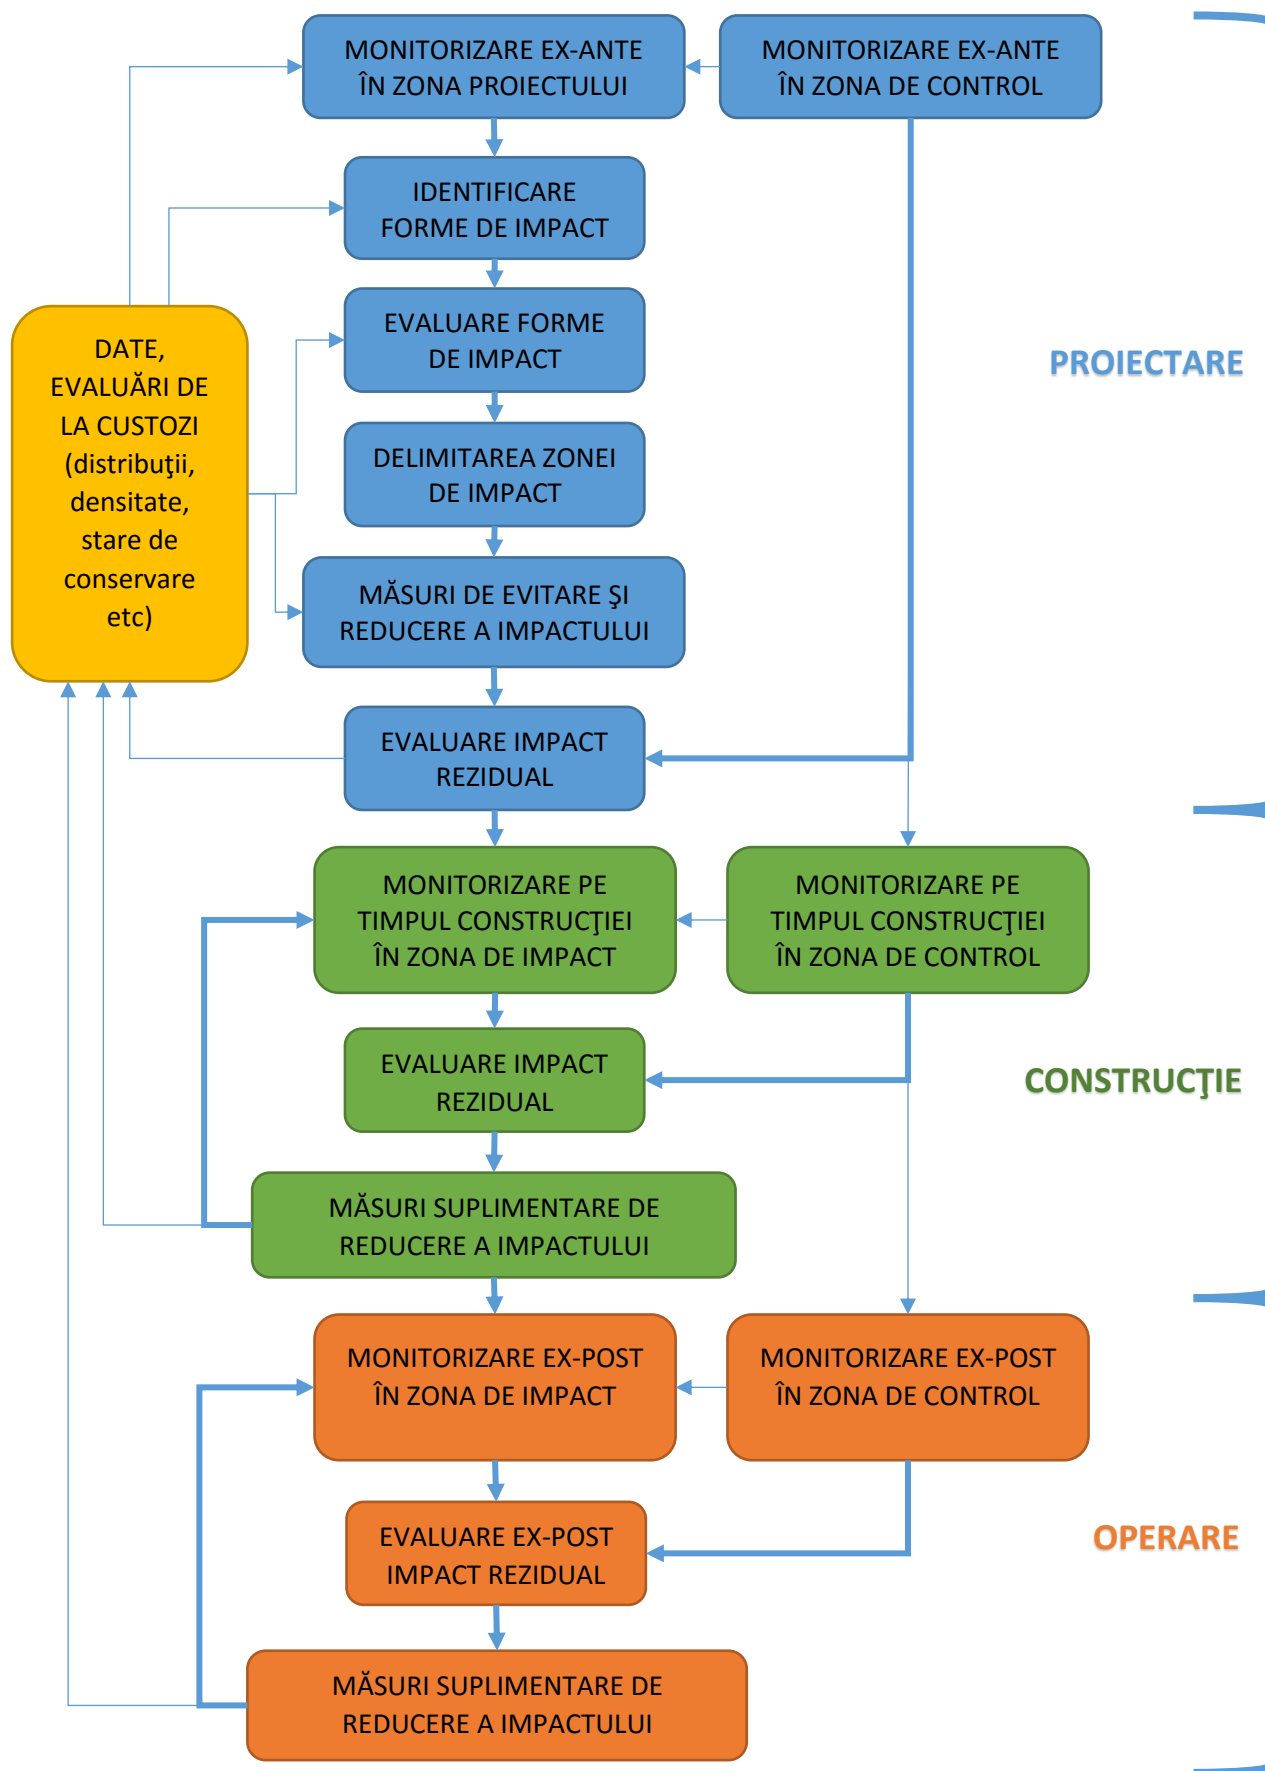 MONITORIZARE EX-ANTE
ÎN ZONA PROIECTULUI
MONITORIZARE EX-ANTE
ÎN ZONA DE CONTROL
IDENTIFICARE
FORME DE IMPACT
EVALUARE FORME
DE IMPACT
DATE,
EVALUĂRI DE
LA CUSTOZI
(distribuţii,
densitate,
stare de
conservare
etc)
PROIECTARE
DELIMITAREA ZONEI
DE IMPACT
MĂSURI DE EVITARE ŞI
REDUCERE A IMPACTULUI
EVALUARE IMPACT
REZIDUAL
MONITORIZARE PE
TIMPUL CONSTRUCŢIEI
ÎN ZONA DE IMPACT
MONITORIZARE PE
TIMPUL CONSTRUCŢIEI
ÎN ZONA DE CONTROL
EVALUARE IMPACT
REZIDUAL
CONSTRUCŢIE
MĂSURI SUPLIMENTARE DE
REDUCERE A IMPACTULUI
MONITORIZARE EX-POST
ÎN ZONA DE IMPACT
MONITORIZARE EX-POST
ÎN ZONA DE CONTROL
EVALUARE EX-POST
IMPACT REZIDUAL
OPERARE
MĂSURI SUPLIMENTARE DE
REDUCERE A IMPACTULUI